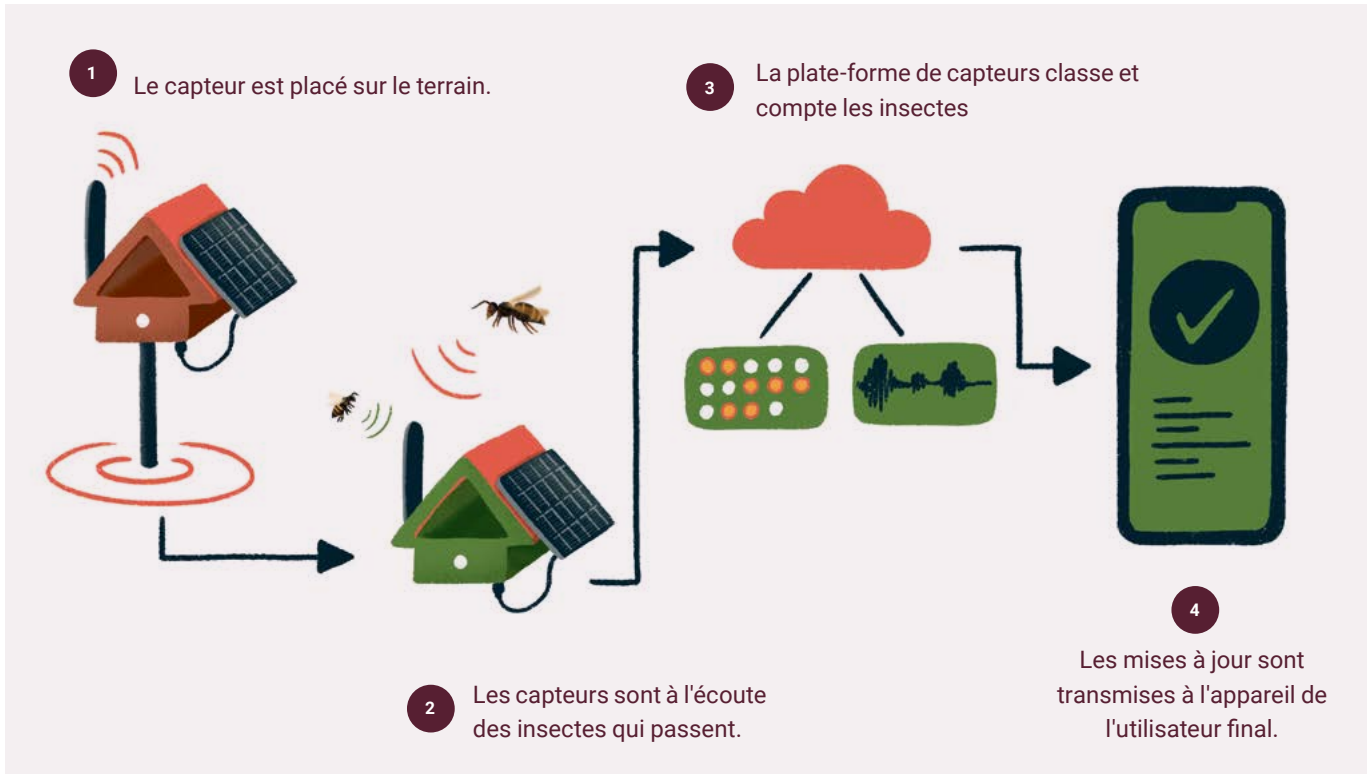 1
Le capteur est placé sur le terrain.
2
Les capteurs sont à l'écoute
des insectes qui passent.
3
La plate-forme de capteurs classe et
compte les insectes
4
Les mises à jour sont
transmises à l'appareil de
l'utilisateur final.